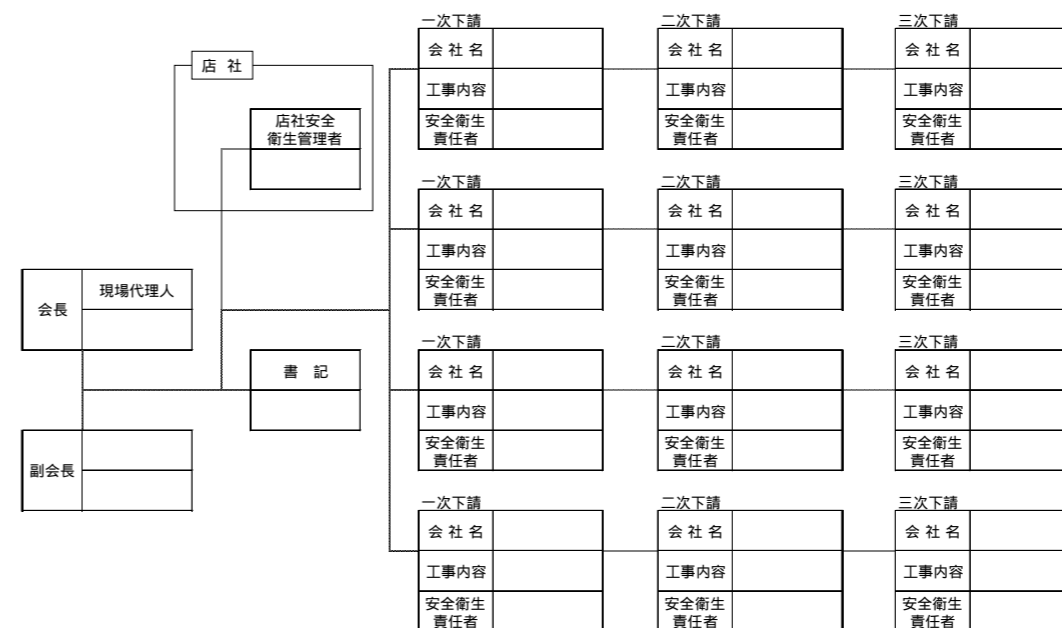 店 社
店社安全
衛生管理者
会長
現場代理人
書 記
副会長
一次下請
会 社 名
工事内容
安全衛生
責任者
二次下請
会 社 名
工事内容
安全衛生
責任者
三次下請
会 社 名
工事内容
安全衛生
責任者
一次下請
会 社 名
工事内容
安全衛生
責任者
二次下請
会 社 名
工事内容
安全衛生
責任者
三次下請
会 社 名
工事内容
安全衛生
責任者
一次下請
会 社 名
工事内容
安全衛生
責任者
二次下請
会 社 名
工事内容
安全衛生
責任者
三次下請
会 社 名
工事内容
安全衛生
責任者
一次下請
会 社 名
工事内容
安全衛生
責任者
二次下請
会 社 名
工事内容
安全衛生
責任者
三次下請
会 社 名
工事内容
安全衛生
責任者